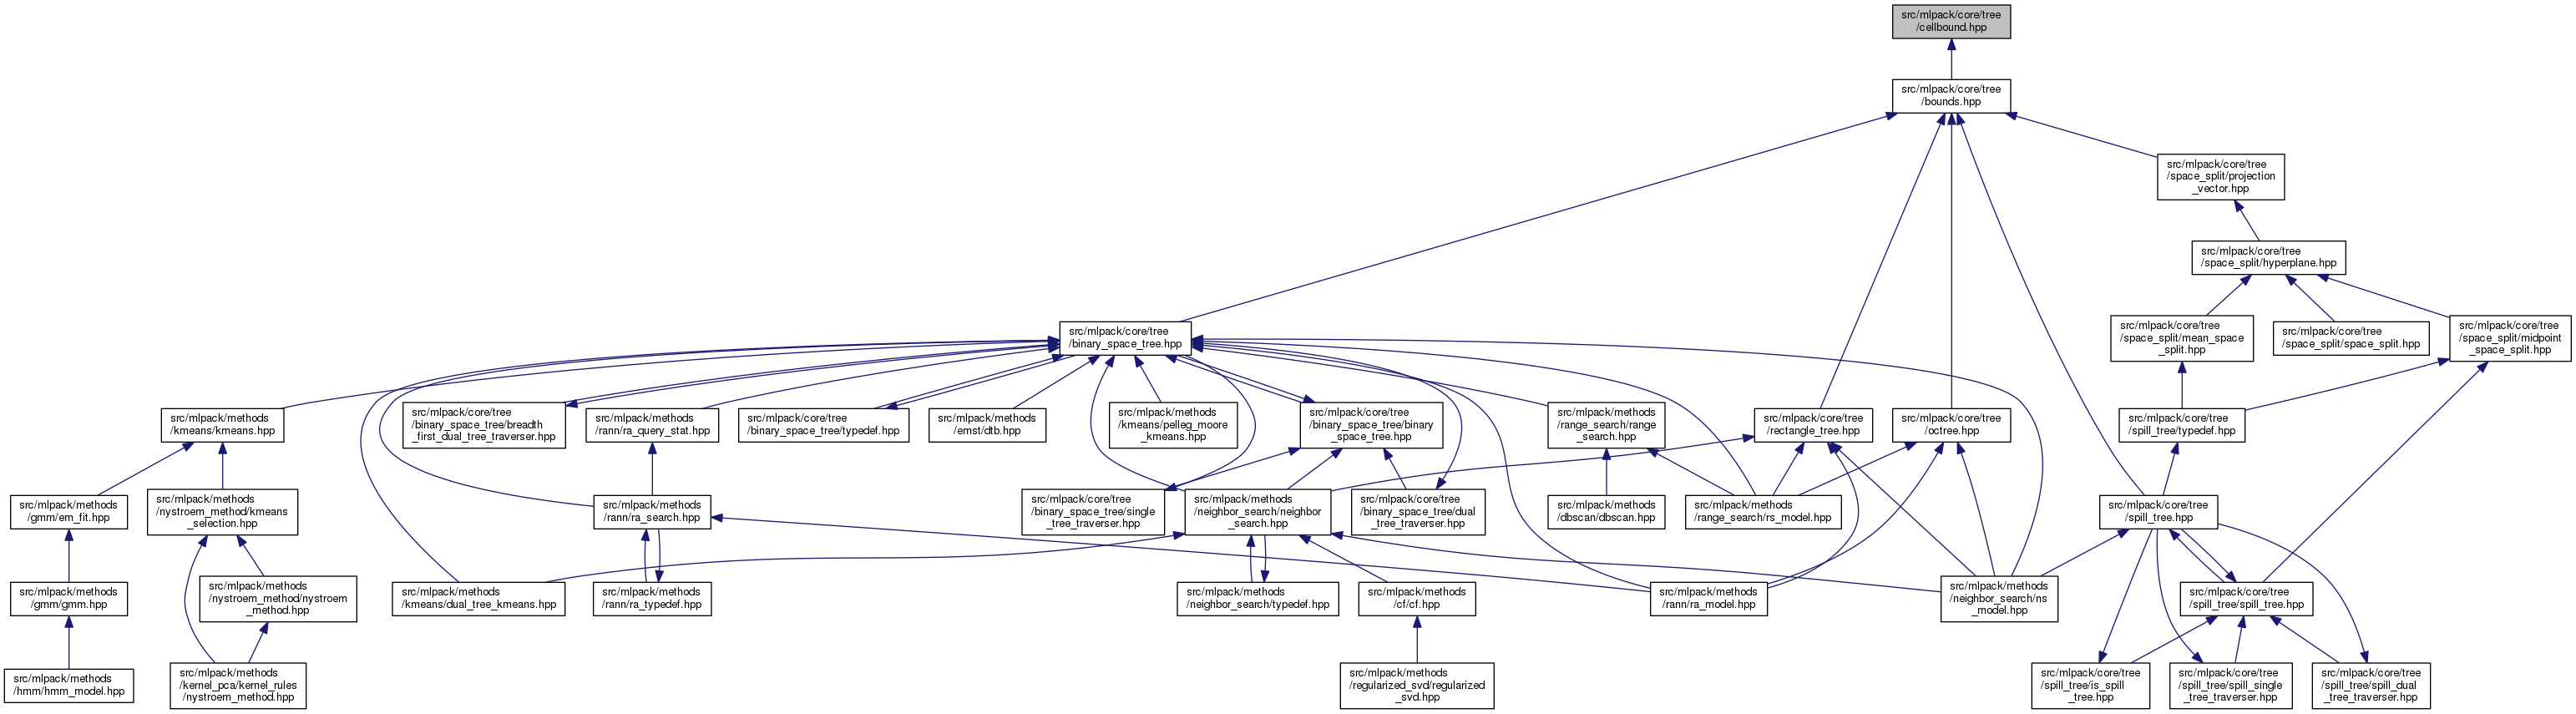 src/mlpack/core/tree
/cellbound.hpp
src/mlpack/core/tree
/bounds.hpp
src/mlpack/core/tree
/space_split/projection
_vector.hpp
src/mlpack/core/tree
/space_split/hyperplane.hpp
src/mlpack/core/tree
/binary_space_tree.hpp
src/mlpack/core/tree
/space_split/mean_space
_split.hpp
src/mlpack/core/tree
/space_split/space_split.hpp
src/mlpack/core/tree
/space_split/midpoint
_space_split.hpp
src/mlpack/methods
/kmeans/kmeans.hpp
src/mlpack/core/tree
/binary_space_tree/breadth
_first_dual_tree_traverser.hpp
src/mlpack/methods
/rann/ra_query_stat.hpp
src/mlpack/core/tree
/binary_space_tree/typedef.hpp
src/mlpack/methods
/emst/dtb.hpp
src/mlpack/methods
/kmeans/pelleg_moore
_kmeans.hpp
src/mlpack/core/tree
/binary_space_tree/binary
_space_tree.hpp
src/mlpack/methods
/range_search/range
_search.hpp
src/mlpack/core/tree
/rectangle_tree.hpp
src/mlpack/core/tree
/octree.hpp
src/mlpack/core/tree
/spill_tree/typedef.hpp
src/mlpack/methods
/gmm/em_fit.hpp
src/mlpack/methods
/nystroem_method/kmeans
_selection.hpp
src/mlpack/methods
/rann/ra_search.hpp
src/mlpack/core/tree
/binary_space_tree/single
_tree_traverser.hpp
src/mlpack/methods
/neighbor_search/neighbor
_search.hpp
src/mlpack/core/tree
/binary_space_tree/dual
_tree_traverser.hpp
src/mlpack/methods
/dbscan/dbscan.hpp
src/mlpack/methods
/range_search/rs_model.hpp
src/mlpack/core/tree
/spill_tree.hpp
src/mlpack/methods
/gmm/gmm.hpp
src/mlpack/methods
/nystroem_method/nystroem
_method.hpp
src/mlpack/methods
/kmeans/dual_tree_kmeans.hpp
src/mlpack/methods
/rann/ra_typedef.hpp
src/mlpack/methods
/neighbor_search/typedef.hpp
src/mlpack/methods
/cf/cf.hpp
src/mlpack/methods
/rann/ra_model.hpp
src/mlpack/methods
/neighbor_search/ns
_model.hpp
src/mlpack/core/tree
/spill_tree/spill_tree.hpp
src/mlpack/methods
/hmm/hmm_model.hpp
src/mlpack/methods
/kernel_pca/kernel_rules
/nystroem_method.hpp
src/mlpack/methods
/regularized_svd/regularized
_svd.hpp
src/mlpack/core/tree
/spill_tree/is_spill
_tree.hpp
src/mlpack/core/tree
/spill_tree/spill_single
_tree_traverser.hpp
src/mlpack/core/tree
/spill_tree/spill_dual
_tree_traverser.hpp